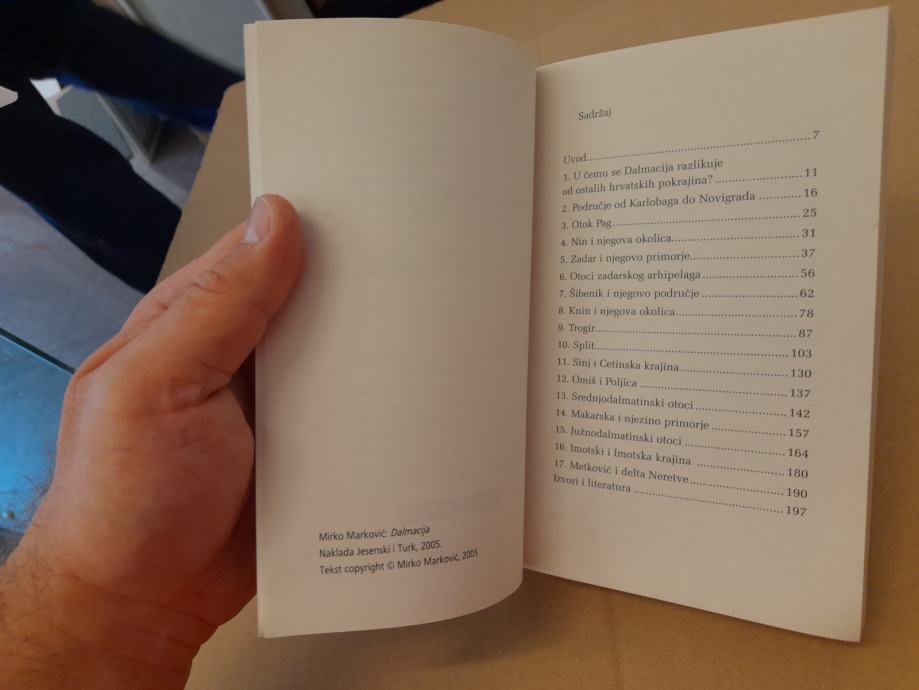 Mirko Marković: Dalmacija
Naklada Jesenski i Turk, 2005.
Tekst copyright © Mirko Marković, 2005
Sadržaj
Uvod........................................................7
1. U čemu se Dalmacija razlikuje
od ostalih hrvatskih pokrajina?..........................11
2. Područje od Karlobaga do Novigrada...........16
3. Otok Pag...................................................25
4. Nin i njegova okolica...................................31
5. Zadar i njegovo primorje..............................37
6. Otoci zadarskog arhipelaga...........................56
7. Šibenik i njegovo područje............................62
8. Knin i njegova okolica..................................78
9. Trogir.......................................................87
10. Split.......................................................103
11. Sinj i Cetinska krajina.................................130
12. Omiš i Poljica...........................................137
13. Srednjodalmatinski otoci.............................142
14. Makarska i njezino primorje.........................157
15. Južnodalmatinski otoci................................164
16. Imotski i Imotska krajina.............................180
17. Metković i delta Neretve..............................190
Izvori i literatura............................................197